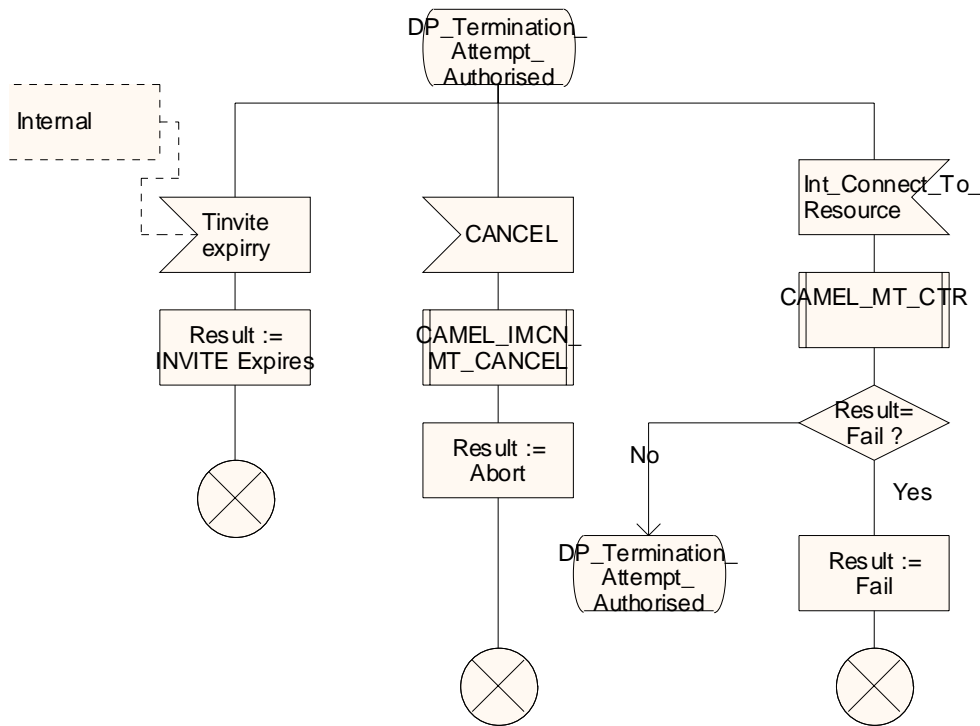 DP_Termination_
Attempt_
Authorised
Internal
Tinvite
expirry
CANCEL
Int_Connect_To_
Resource
Result :=
INVITE Expires
CAMEL_IMCN_
MT_CANCEL
CAMEL_MT_CTR
Result :=
Abort
Result=
Fail ?
No
Yes
DP_Termination_
Attempt_
Authorised
Result :=
Fail